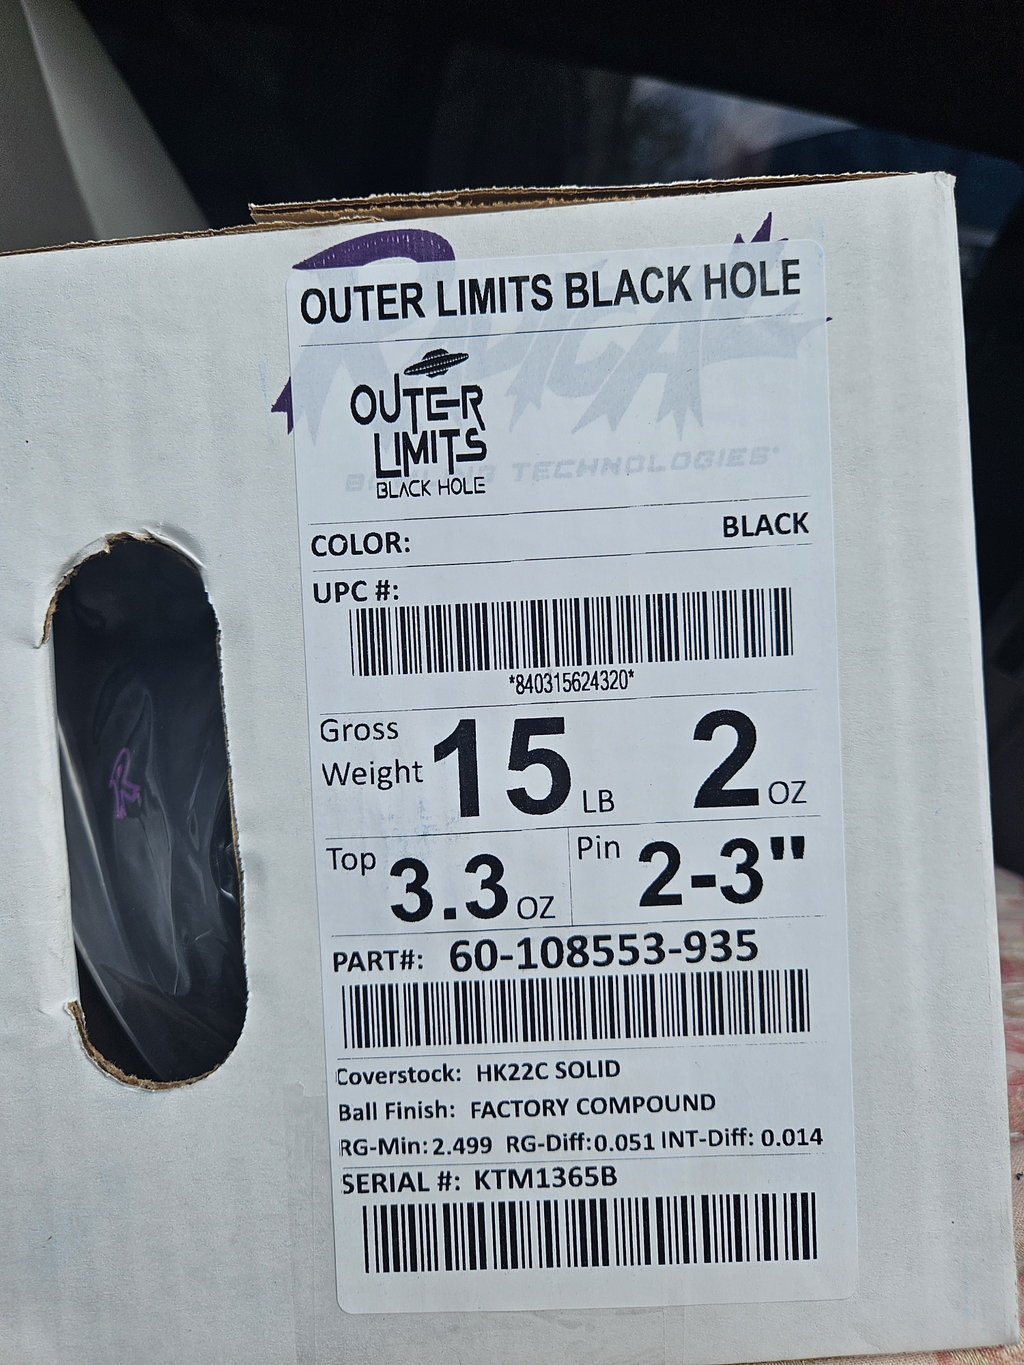 RADICAL
OUTER LIMITS BLACK HOLE
OUTER
LIMITS
BLACK HOLE
BOWLING TECHNOLOGIES
COLOR: BLACK
UPC #:
*840315624320*
Gross Weight 15 LB 2 OZ
Top 3.3 OZ Pin 2-3"
PART#: 60-108553-935
Coverstock: HK22C SOLID
Ball Finish: FACTORY COMPOUND
RG-Min: 2.499 RG-Diff: 0.051 INT-Diff: 0.014
SERIAL #: KTM1365B
R